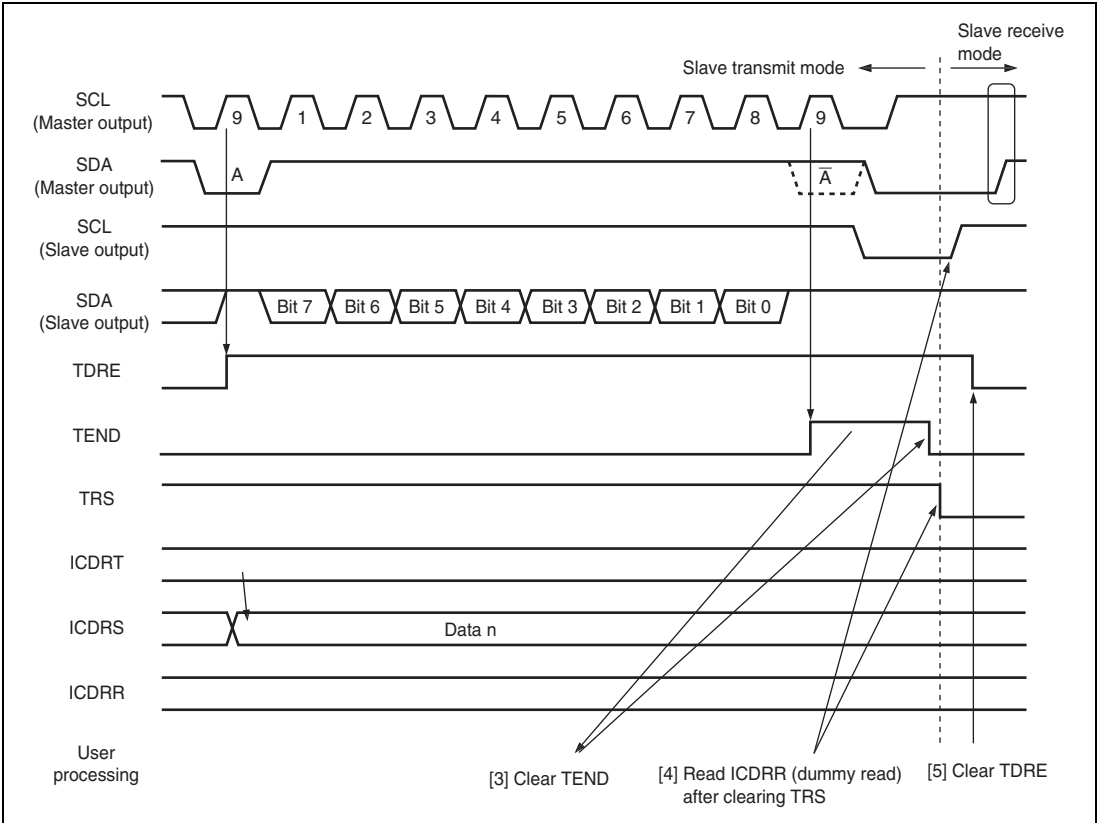 Slave receive
mode
Slave transmit mode
SCL
(Master output)
9 1 2 3 4 5 6 7 8 9
SDA
(Master output)
A A̅
SCL
(Slave output)
SDA
(Slave output)
Bit 7 Bit 6 Bit 5 Bit 4 Bit 3 Bit 2 Bit 1 Bit 0
TDRE
TEND
TRS
ICDRT
ICDRS
Data n
ICDRR
User
processing
[3] Clear TEND
[4] Read ICDRR (dummy read)
after clearing TRS
[5] Clear TDRE